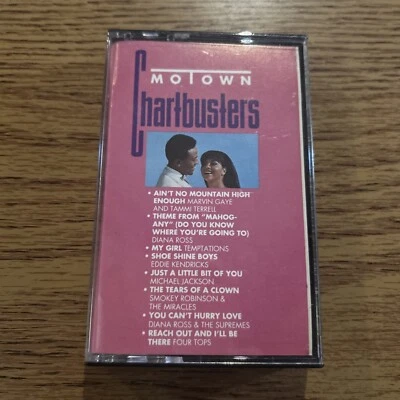 MOTOWN
Chartbusters
• AIN'T NO MOUNTAIN HIGH
ENOUGH MARVIN GAYE
AND TAMMI TERRELL
• THEME FROM "MAHOG-
ANY" (DO YOU KNOW
WHERE YOU'RE GOING TO)
DIANA ROSS
• MY GIRL TEMPTATIONS
• SHOE SHINE BOYS
EDDIE KENDRICKS
• JUST A LITTLE BIT OF YOU
MICHAEL JACKSON
• THE TEARS OF A CLOWN
SMOKEY ROBINSON &
THE MIRACLES
• YOU CAN'T HURRY LOVE
DIANA ROSS & THE SUPREMES
• REACH OUT AND I'LL BE
THERE FOUR TOPS